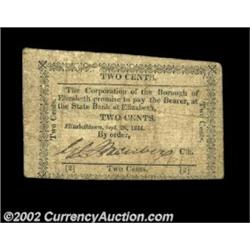 TWO CENTS.
The Corporation of the Borough of
Elizabeth promise to pay the Bearer, at
the State Bank at Elizabeth,
TWO CENTS.
Elizabethtown, Sept. 26, 1814.
By order,
Clk.
[2] Two Cents. [2]
Two Cents.
Two Cents.
©2002 CurrencyAuction.com